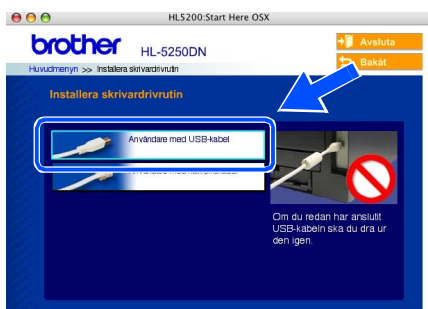 HL5200:Start Here OSX
brother HL-5250DN
Avsluta
Bakåt
Huvudmenyn >> Installera skrivardrivrutin
Installera skrivardrivrutin
Användare med USB-kabel
Om du redan har anslutit
USB-kabeln ska du dra ur
den igen.